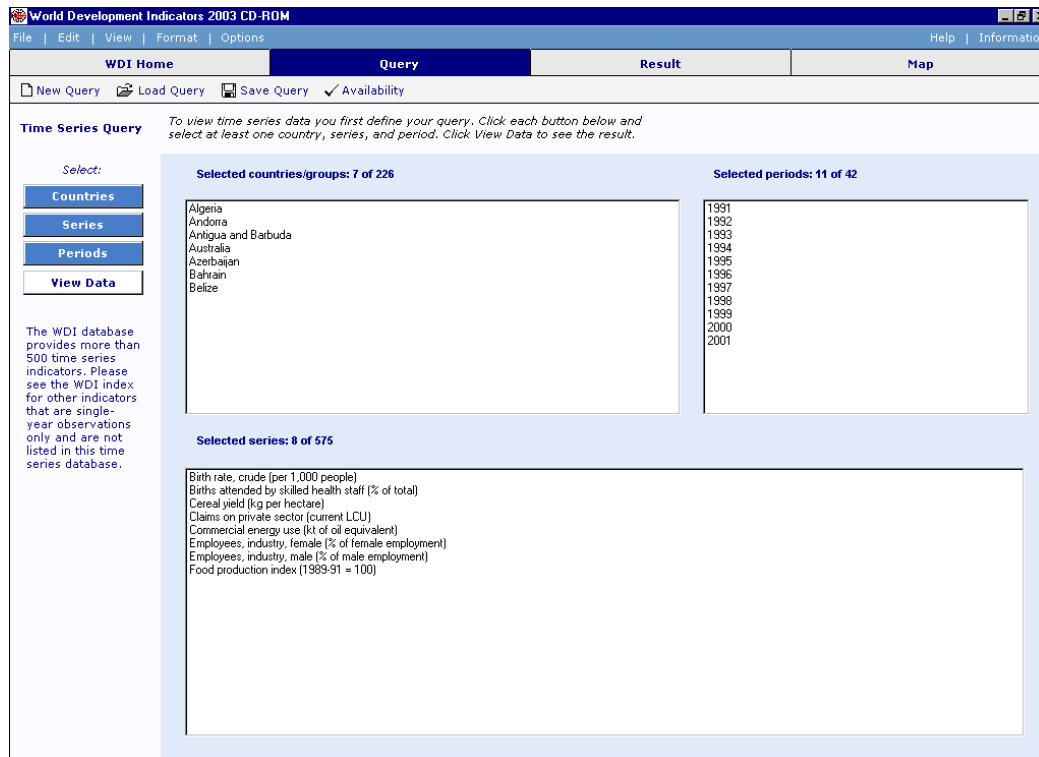 World Development Indicators 2003 CD-ROM
File | Edit | View | Format | Options Help | Informatio
WDI Home Query Result Map
New Query Load Query Save Query Availability
Time Series Query
To view time series data you first define your query. Click each button below and
select at least one country, series, and period. Click View Data to see the result.
Select:
Countries
Series
Periods
View Data
The WDI database
provides more than
500 time series
indicators. Please
see the WDI index
for other indicators
that are single-
year observations
only and are not
listed in this time
series database.
Selected countries/groups: 7 of 226
Algeria
Andorra
Antigua and Barbuda
Australia
Azerbaijan
Bahrain
Belize
Selected periods: 11 of 42
1991
1992
1993
1994
1995
1996
1997
1998
1999
2000
2001
Selected series: 8 of 575
Birth rate, crude (per 1,000 people)
Births attended by skilled health staff (% of total)
Cereal yield (kg per hectare)
Claims on private sector (current LCU)
Commercial energy use (kt of oil equivalent)
Employees, industry, female (% of female employment)
Employees, industry, male (% of male employment)
Food production index (1989-91 = 100)